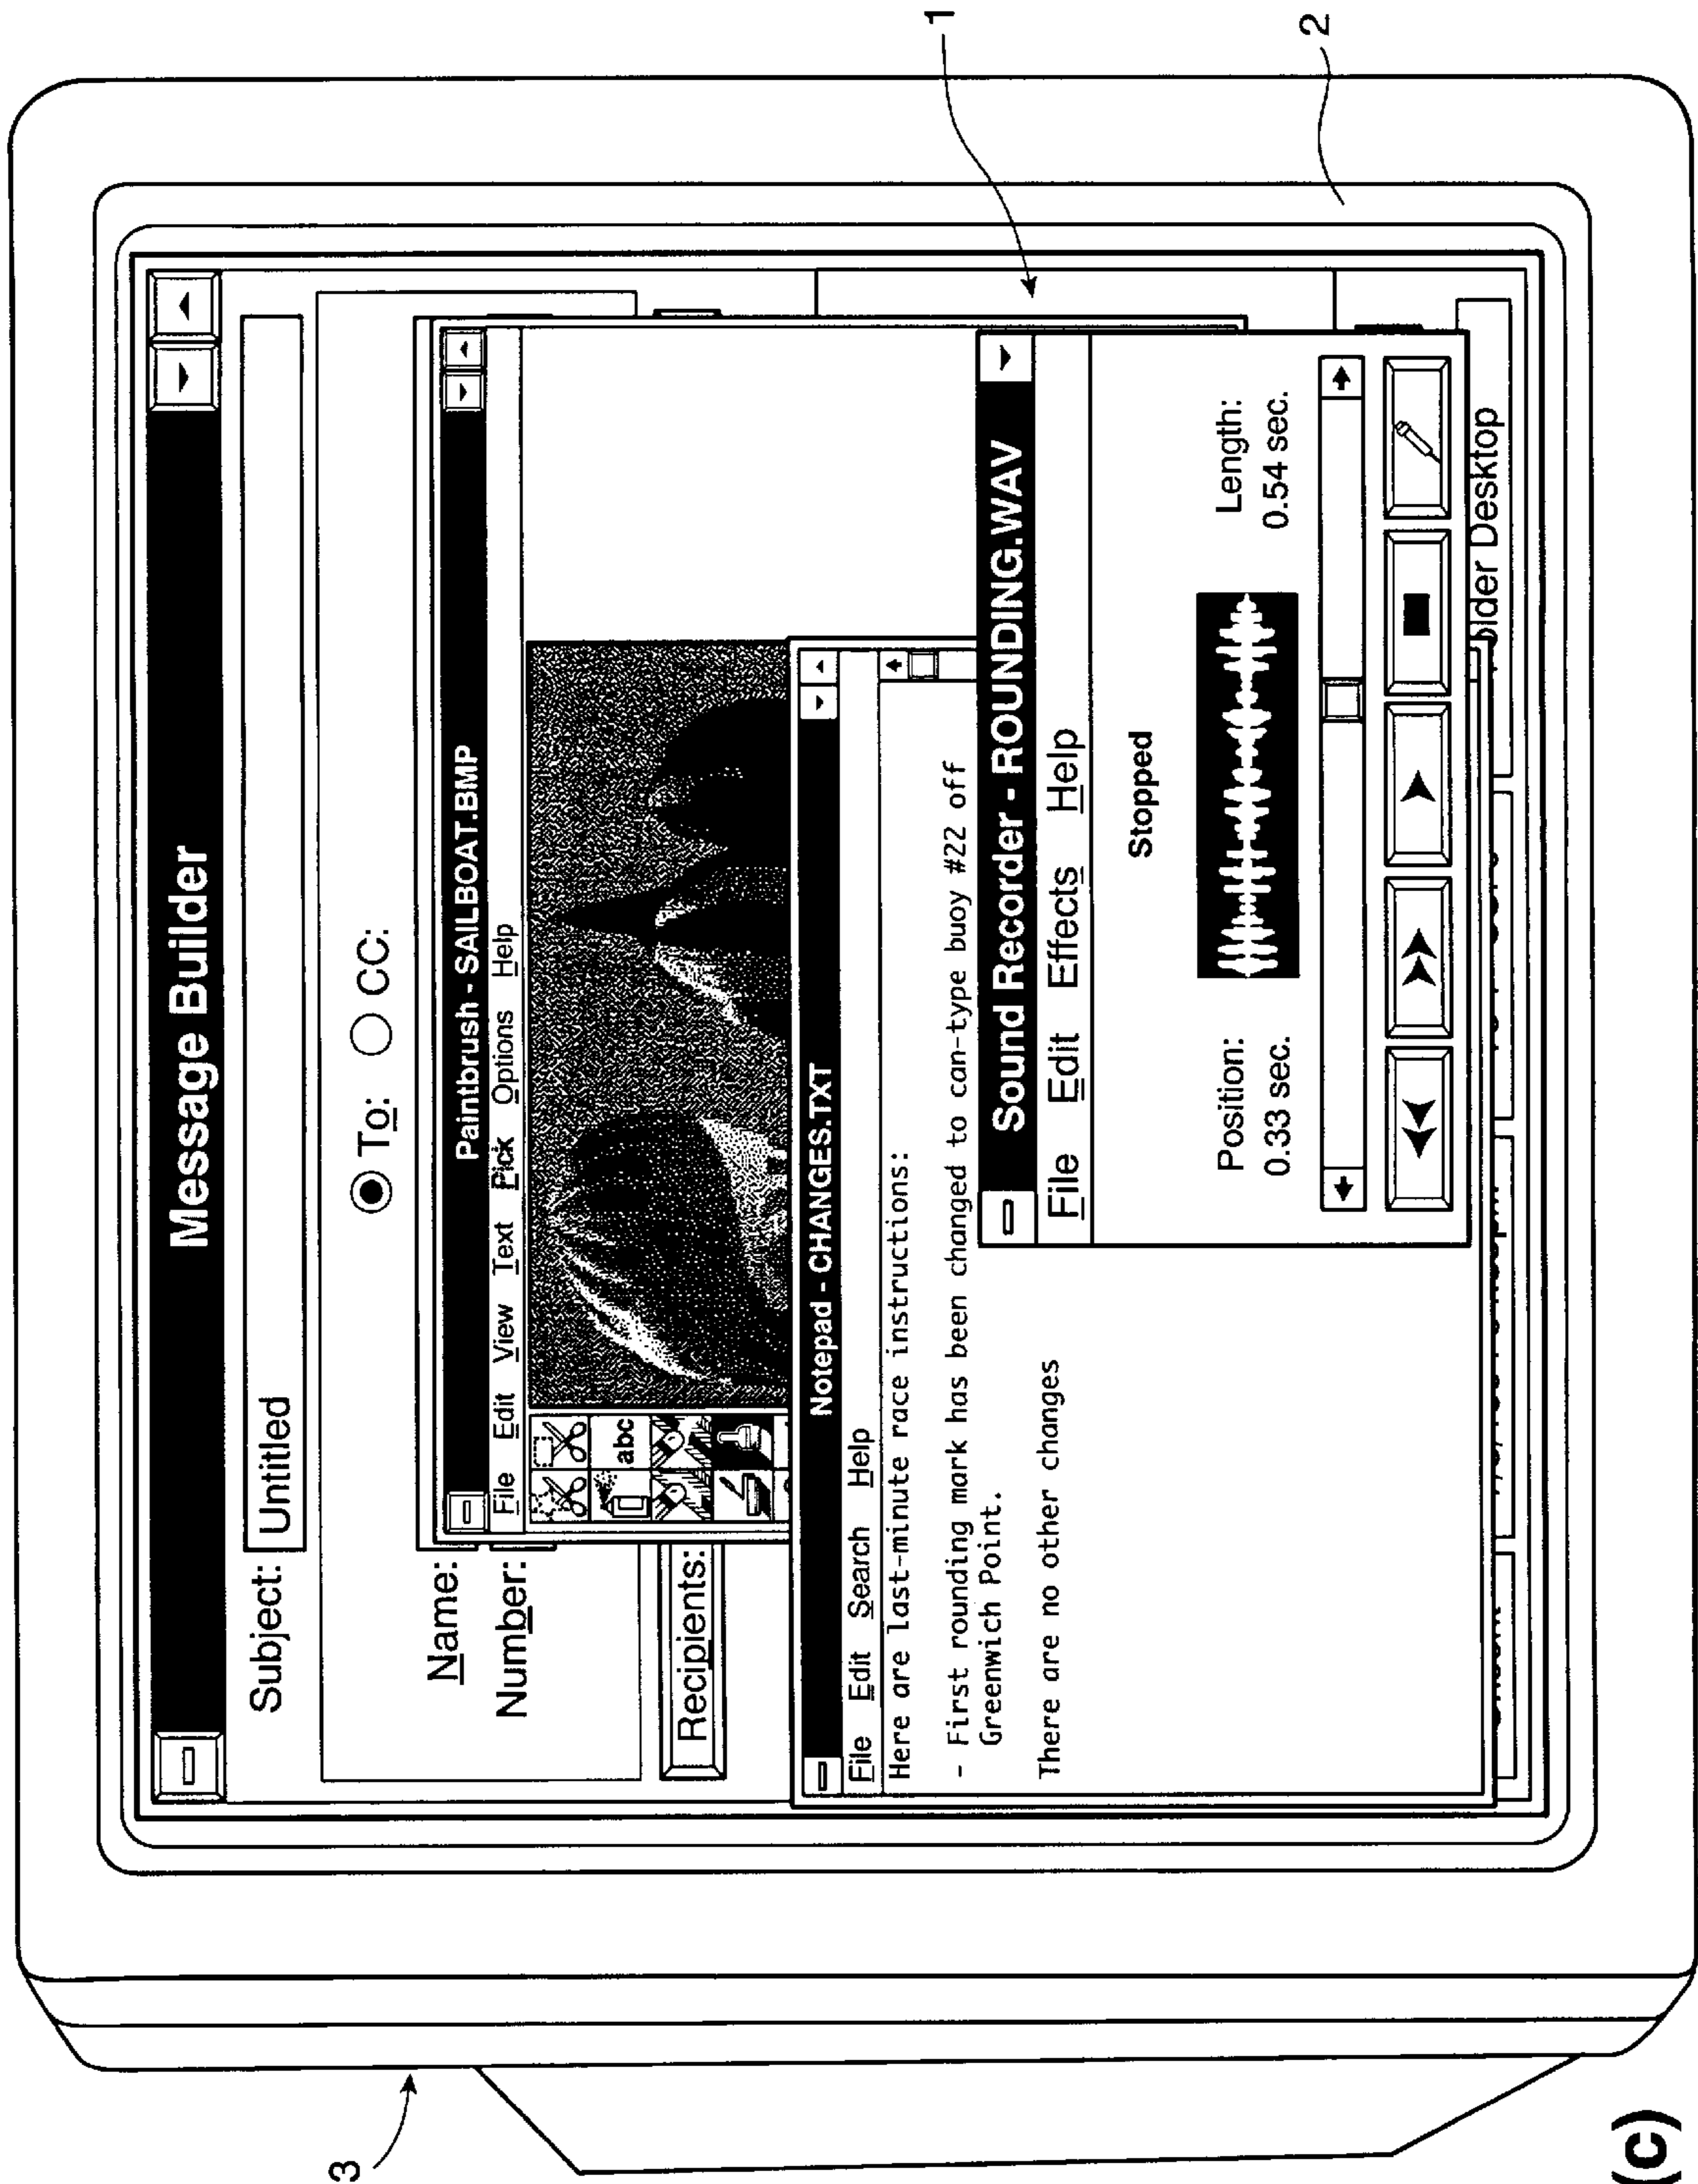 Message Builder
Subject: Untitled
To: CC:
Name:
Number:
Recipients:
Paintbrush - SAILBOAT.BMP
File Edit View Text Pick Options Help
abc
Notepad - CHANGES.TXT
File Edit Search Help
Here are last-minute race instructions:
- First rounding mark has been changed to can-type buoy #22 off
Greenwich Point.
There are no other changes
Sound Recorder - ROUNDING.WAV
File Edit Effects Help
Stopped
Position:
0.33 sec.
Length:
0.54 sec.
Desktop
1
2
3
(c)